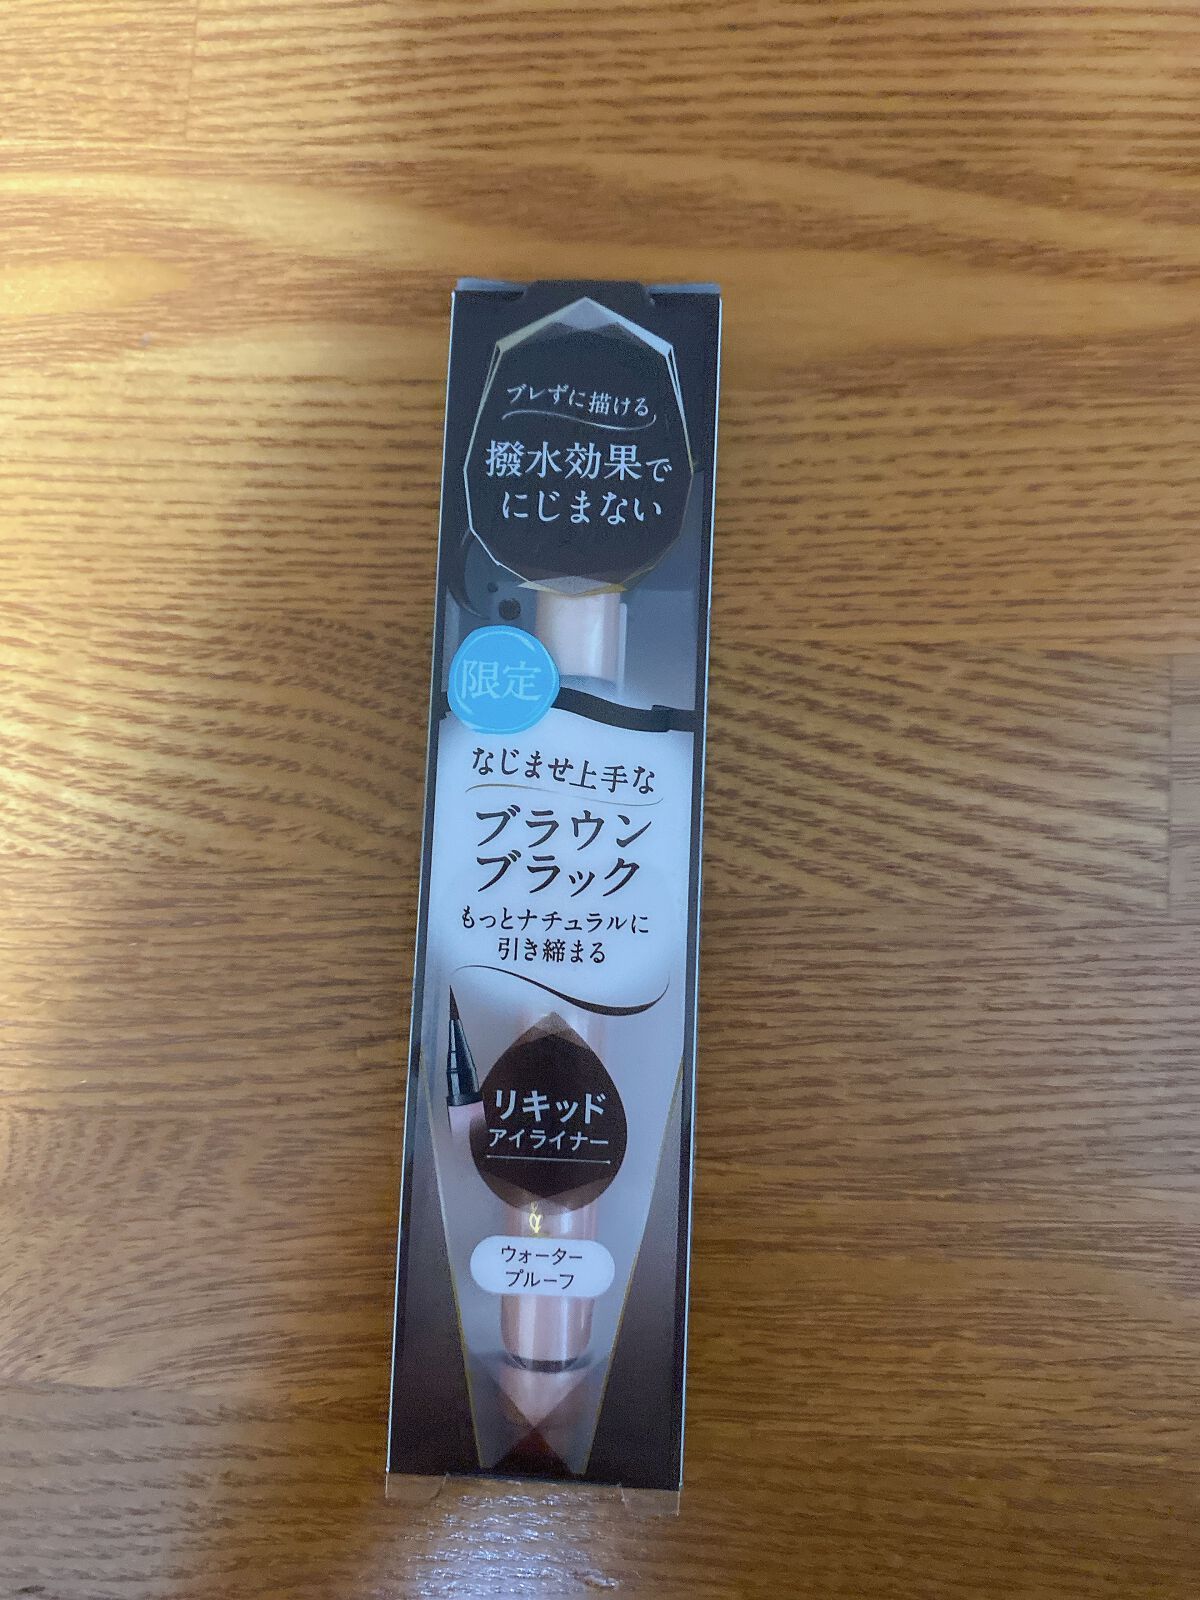 ブレずに描ける
撥水効果で
にじまない
限定
なじませ上手な
ブラウン
ブラック
もっとナチュラルに
引き締まる
リキッド
アイライナー
ウォーター
プルーフ